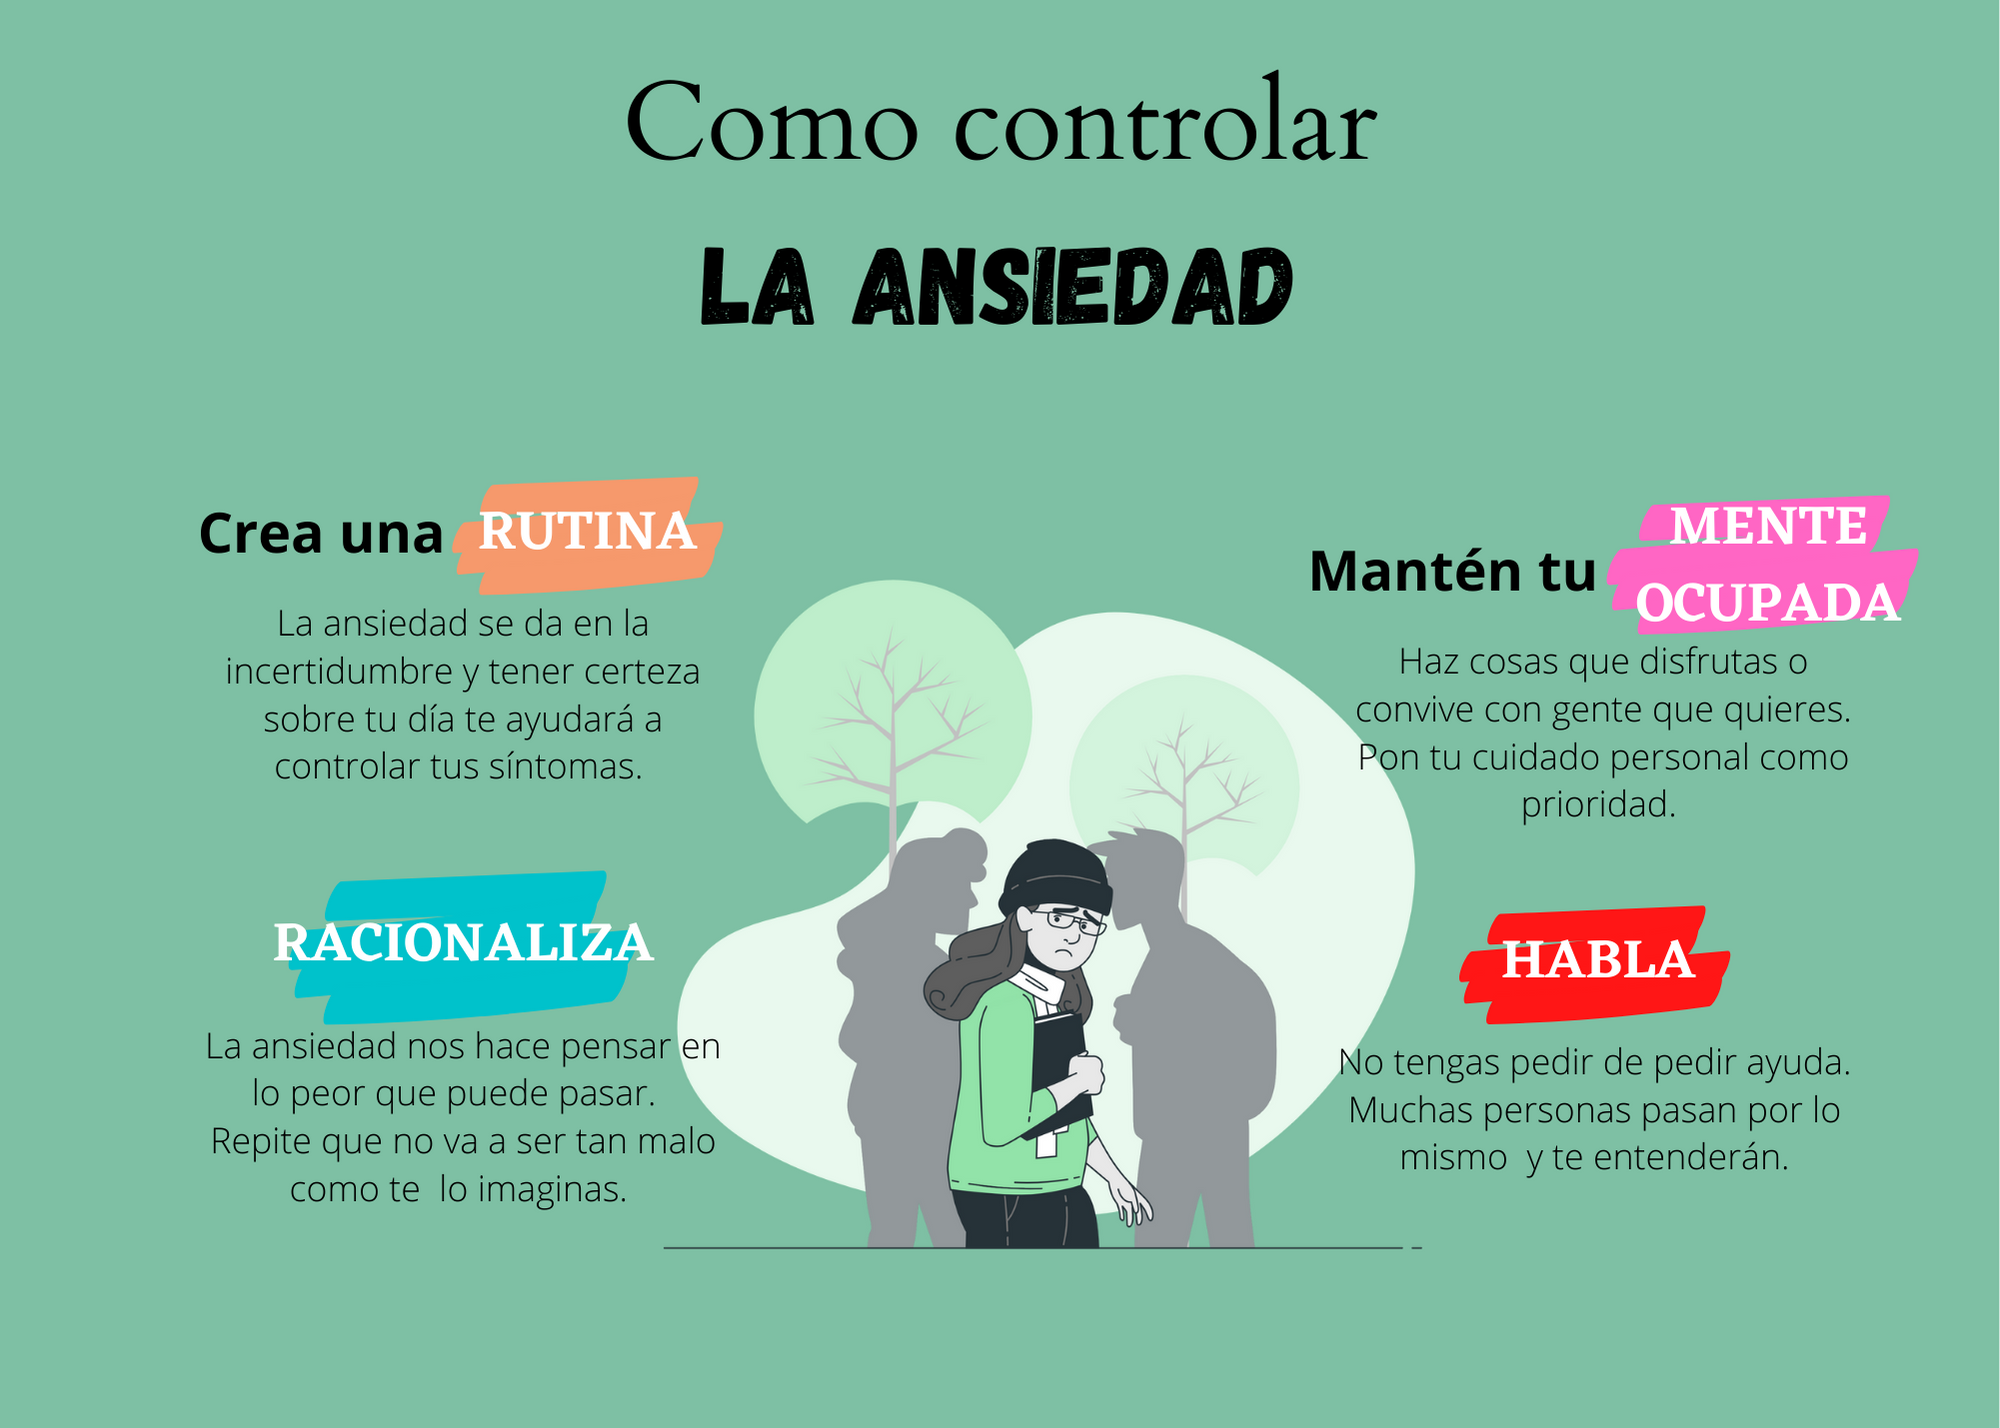 Como controlar
LA ANSIEDAD
Crea una RUTINA
La ansiedad se da en la
incertidumbre y tener certeza
sobre tu día te ayudará a
controlar tus síntomas.
Mantén tu MENTE
OCUPADA
Haz cosas que disfrutas o
convive con gente que quieres.
Pon tu cuidado personal como
prioridad.
RACIONALIZA
La ansiedad nos hace pensar en
lo peor que puede pasar.
Repite que no va a ser tan malo
como te  lo imaginas.
HABLA
No tengas pedir de pedir ayuda.
Muchas personas pasan por lo
mismo  y te entenderán.